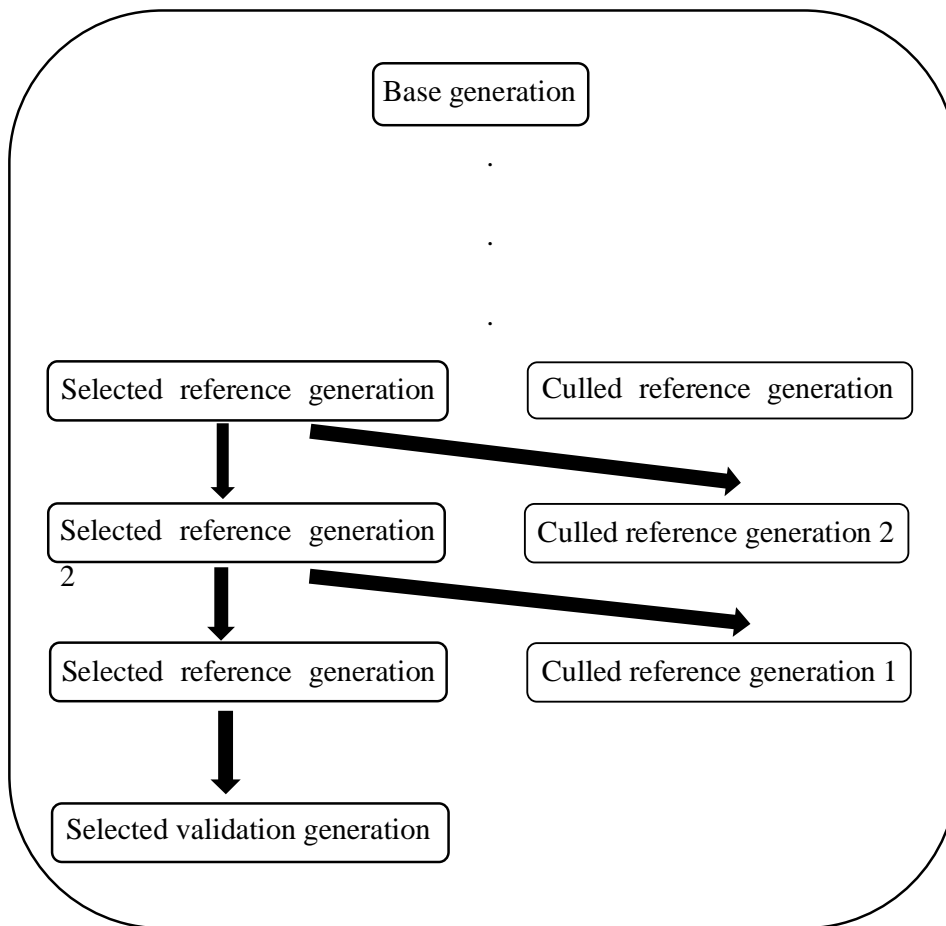 Base generation
.
.
.
Selected reference generation
Culled reference generation
Selected reference generation
2
Culled reference generation 2
Selected reference generation
Culled reference generation 1
Selected validation generation